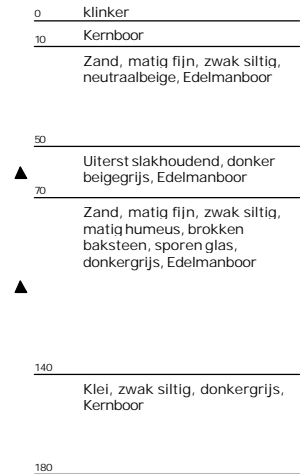 0 klinker
10 Kernboor
Zand, matig fijn, zwak siltig,
neutraalbeige, Edelmanboor
50
Uiterst slakhoudend, donker
beigegrijs, Edelmanboor
70
Zand, matig fijn, zwak siltig,
matig humeus, brokken
baksteen, sporen glas,
donkergrijs, Edelmanboor
140
Klei, zwak siltig, donkergrijs,
Kernboor
180